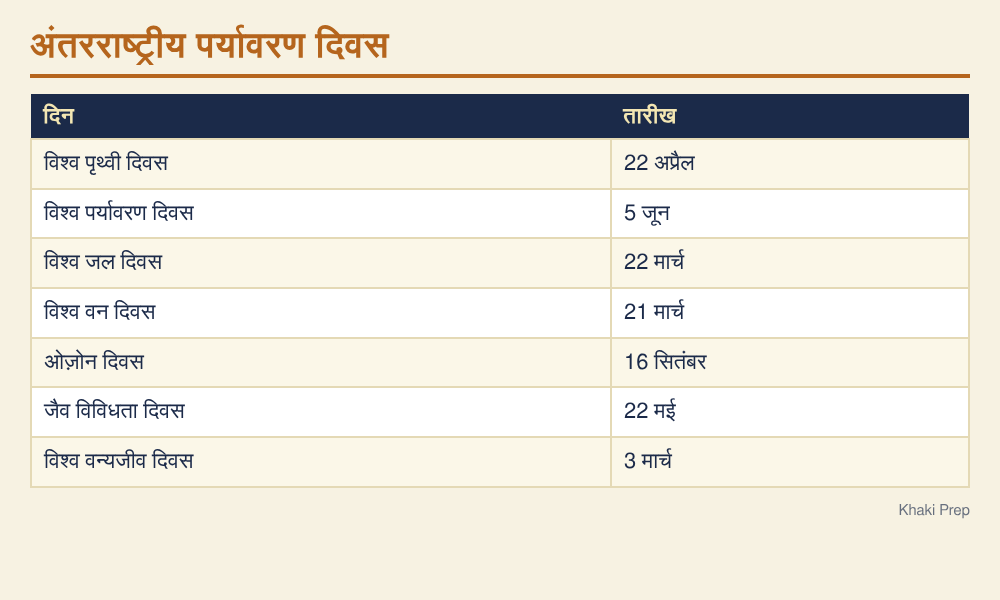 अंतरराष्ट्रीय पर्यावरण दिवस
दिन तारीख
विश्व पृथ्वी दिवस 22 अप्रैल
विश्व पर्यावरण दिवस 5 जून
विश्व जल दिवस 22 मार्च
विश्व वन दिवस 21 मार्च
ओज़ोन दिवस 16 सितंबर
जैव विविधता दिवस 22 मई
विश्व वन्यजीव दिवस 3 मार्च
Khaki Prep